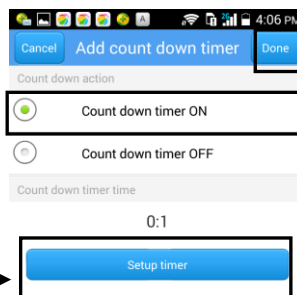 4:06 PM
Cancel Add count down timer Done
Count down action
Count down timer ON
Count down timer OFF
Count down timer time
0:1
Setup timer